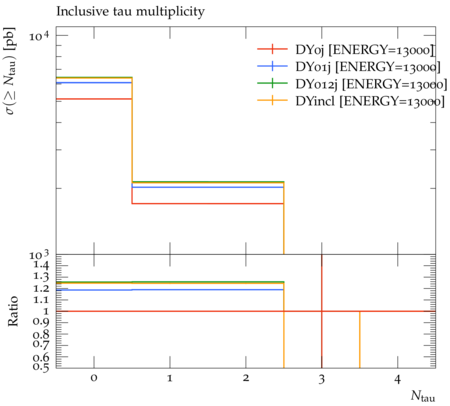 Inclusive tau multiplicity
10⁴
σ(≥ Nₜₐᵤ) [pb]
DY0j [ENERGY=13000]
DY01j [ENERGY=13000]
DY012j [ENERGY=13000]
DYincl [ENERGY=13000]
10³
1.4
1.3
1.2
1.1
1
0.9
0.8
0.7
0.6
0.5
Ratio
0 1 2 3 4
Nₜₐᵤ